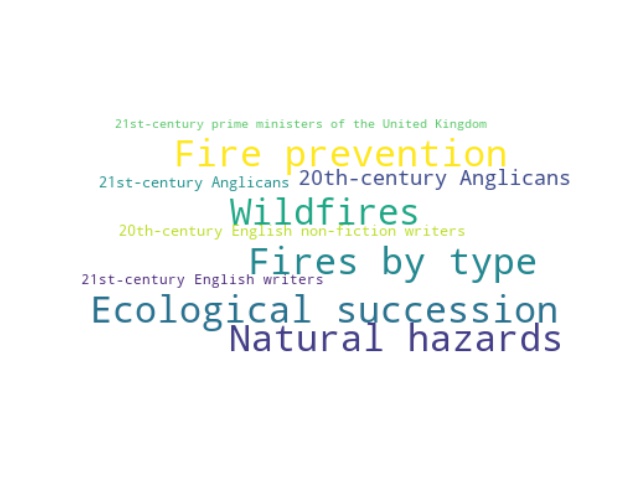 21st-century prime ministers of the United Kingdom
Fire prevention
21st-century Anglicans
20th-century Anglicans
Wildfires
20th-century English non-fiction writers
Fires by type
21st-century English writers
Ecological succession
Natural hazards